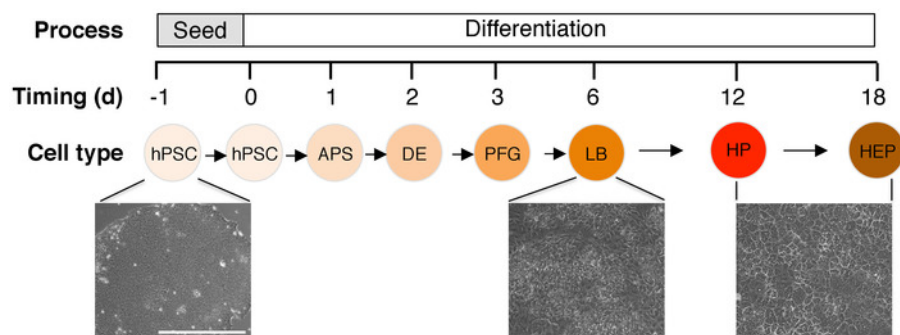 Process Seed Differentiation
Timing (d) -1 0 1 2 3 6 12 18
Cell type hPSC hPSC APS DE PFG LB HP HEP